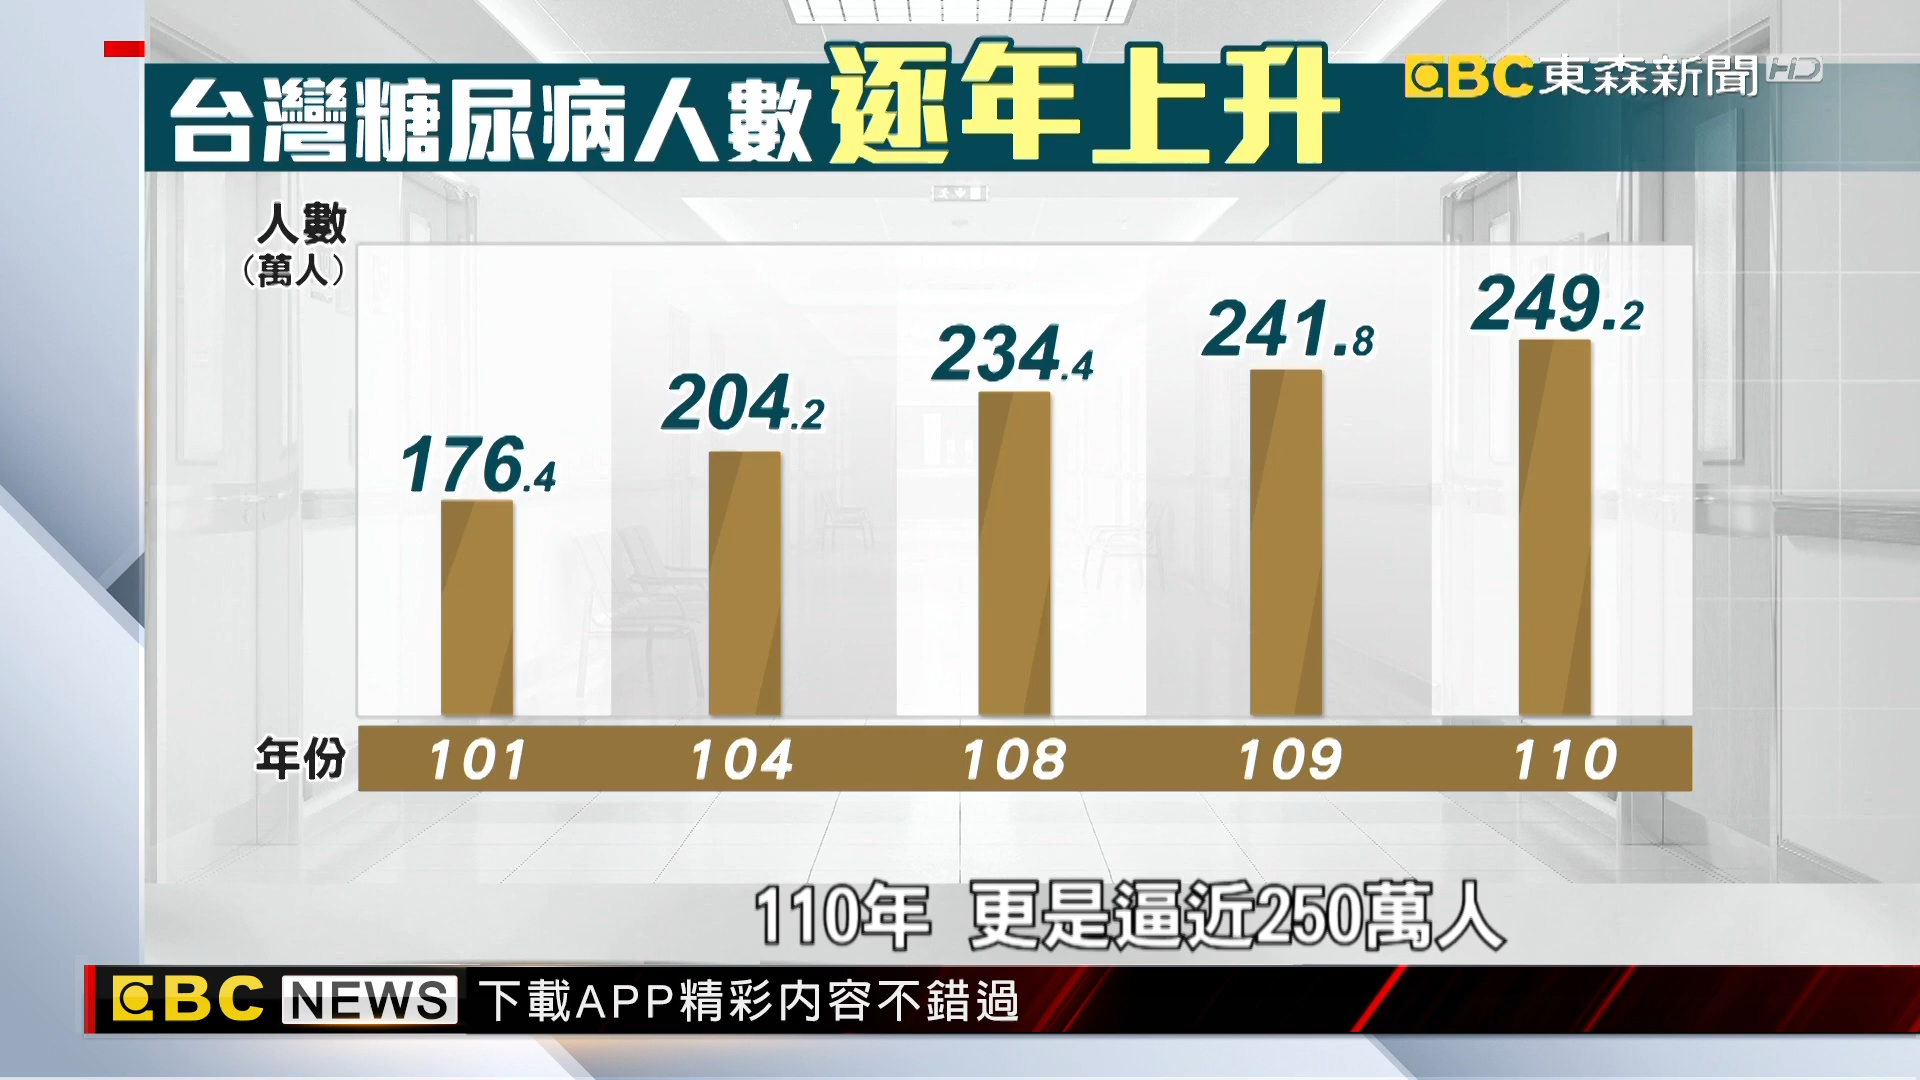 台灣糖尿病人數逐年上升
EBC東森新聞HD
人數
(萬人)
176.4
204.2
234.4
241.8
249.2
年份 101 104 108 109 110
110年 更是逼近250萬人
EBC NEWS 下載APP精彩內容不錯過